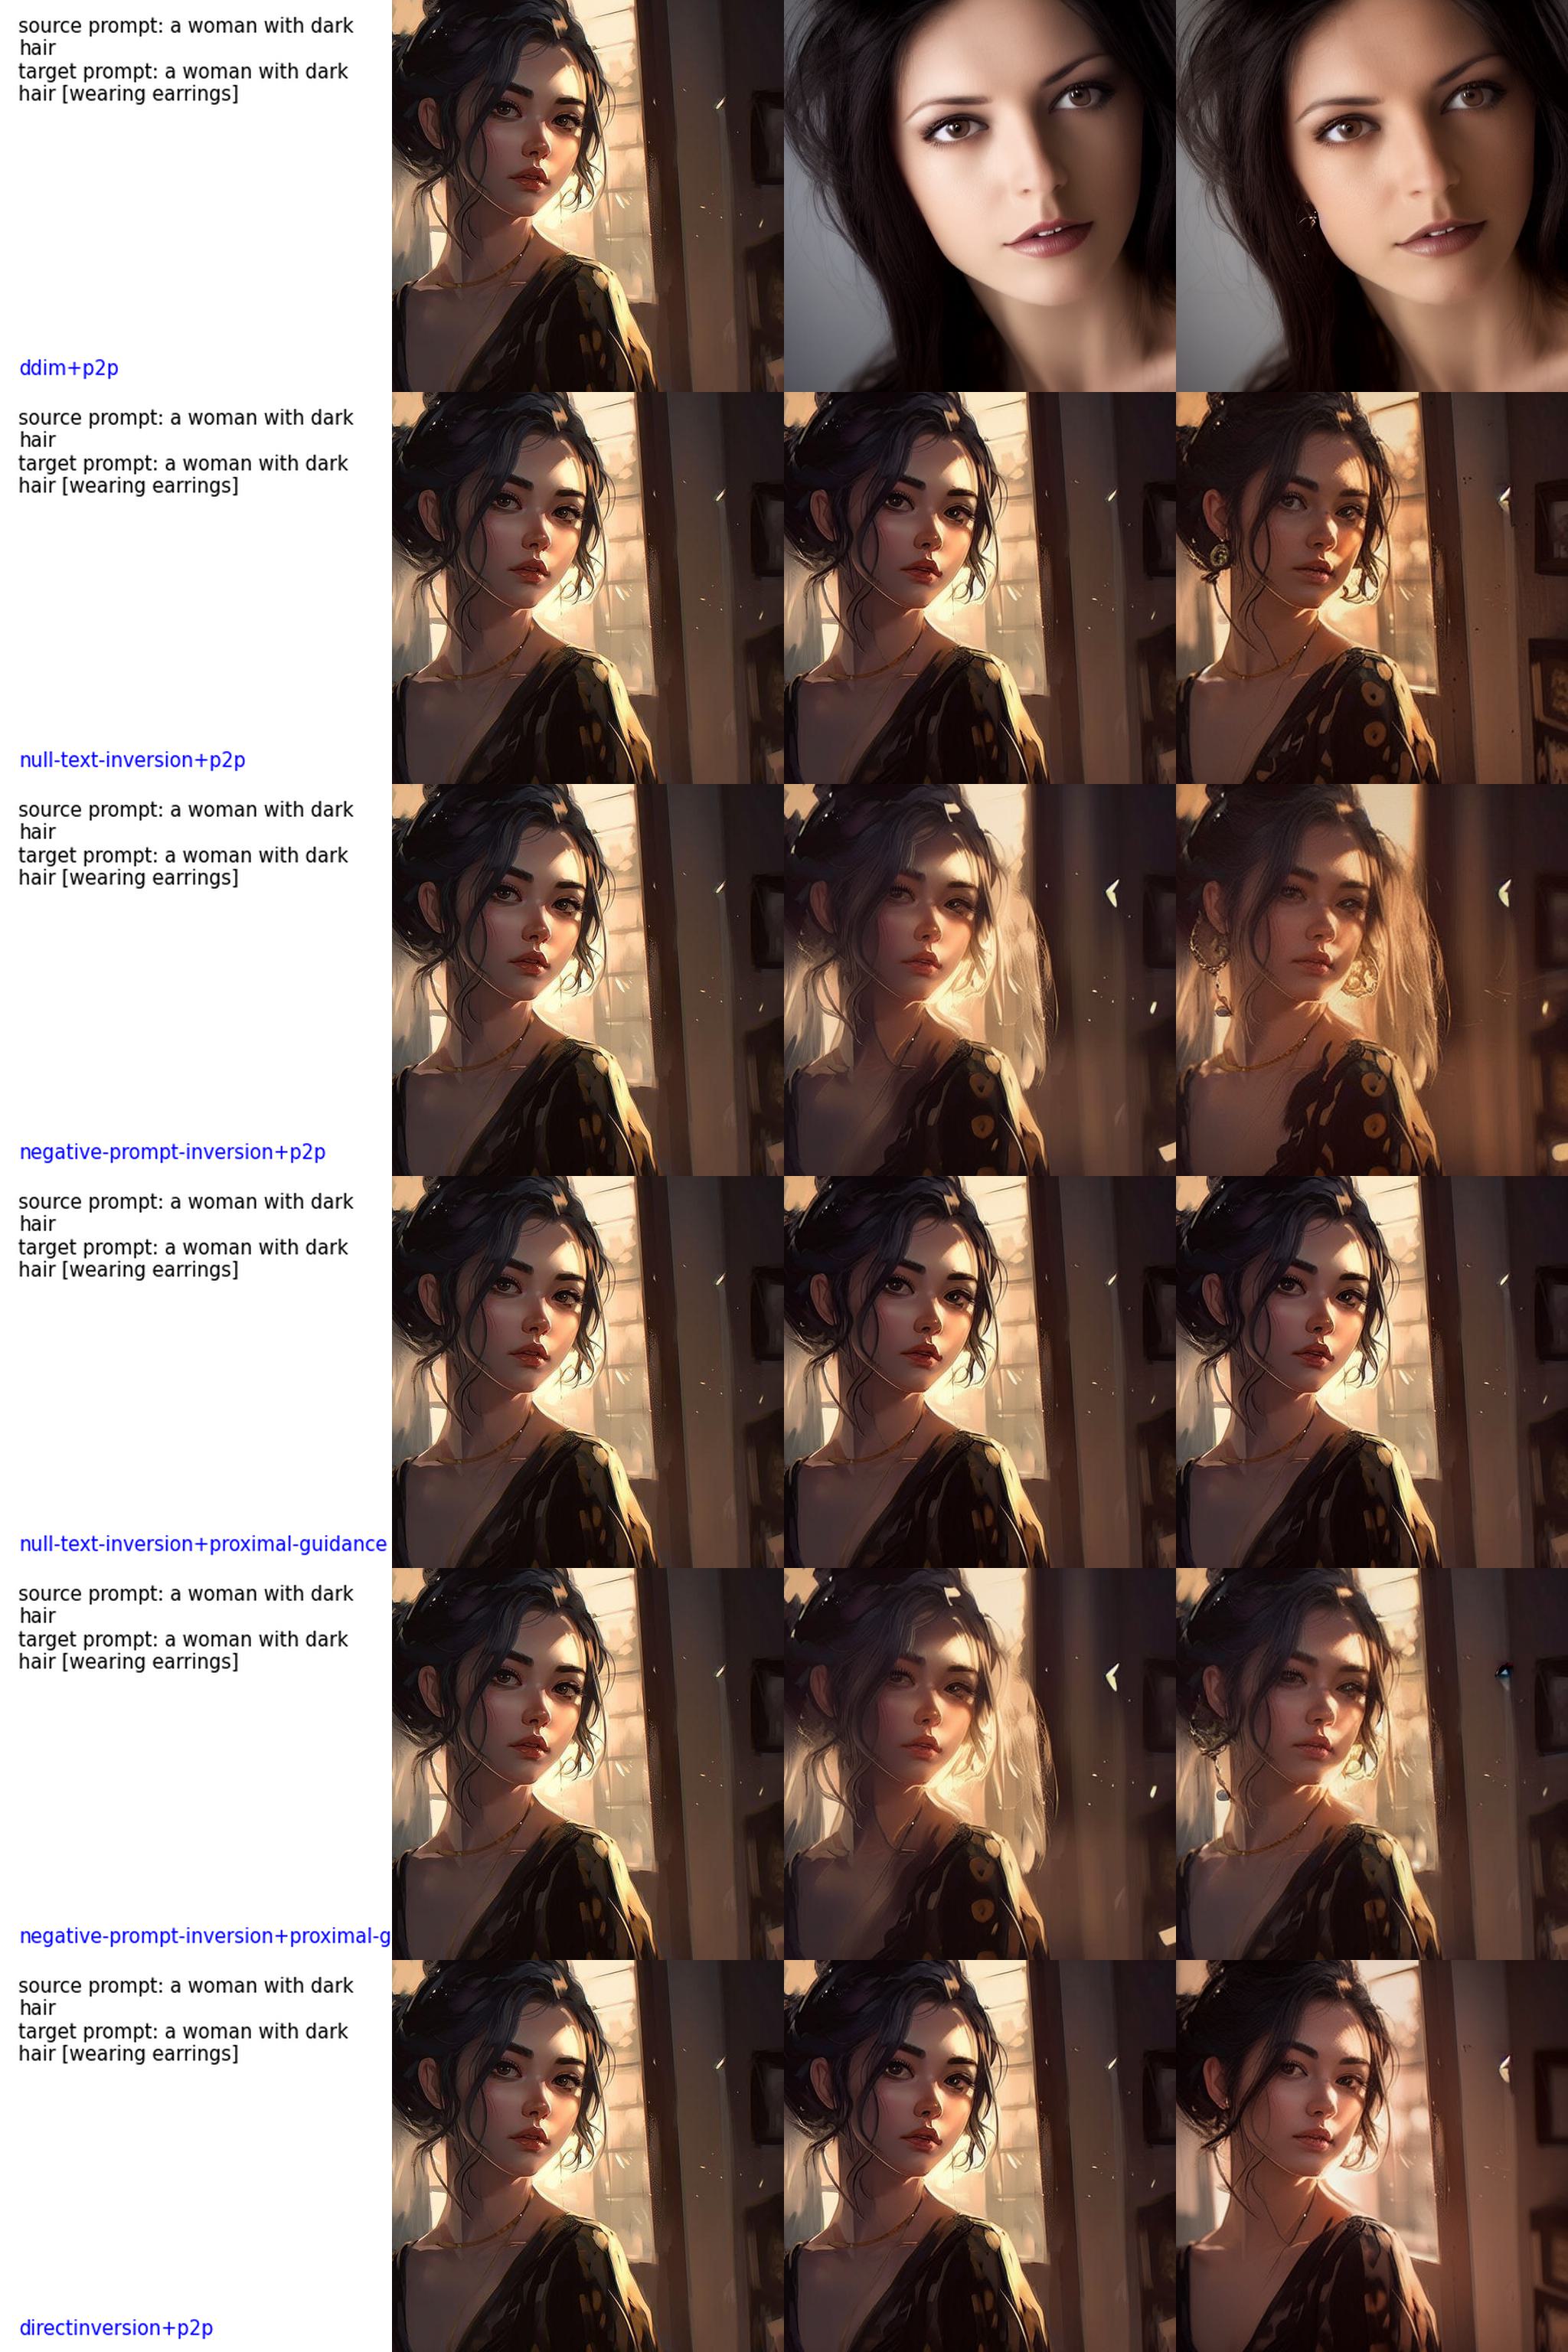 source prompt: a woman with dark
hair
target prompt: a woman with dark
hair [wearing earrings]
ddim+p2p
source prompt: a woman with dark
hair
target prompt: a woman with dark
hair [wearing earrings]
null-text-inversion+p2p
source prompt: a woman with dark
hair
target prompt: a woman with dark
hair [wearing earrings]
negative-prompt-inversion+p2p
source prompt: a woman with dark
hair
target prompt: a woman with dark
hair [wearing earrings]
null-text-inversion+proximal-guidance
source prompt: a woman with dark
hair
target prompt: a woman with dark
hair [wearing earrings]
negative-prompt-inversion+proximal-g
source prompt: a woman with dark
hair
target prompt: a woman with dark
hair [wearing earrings]
directinversion+p2p